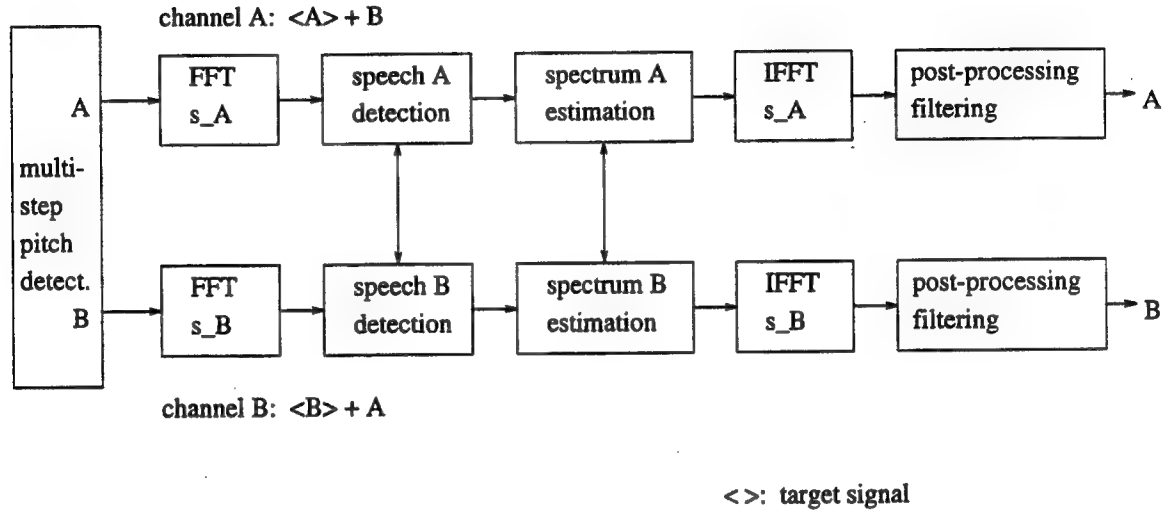 channel A: <A> + B
A
multi-
step
pitch
detect.
B
FFT
s_A
speech A
detection
spectrum A
estimation
IFFT
s_A
post-processing
filtering
A
FFT
s_B
speech B
detection
spectrum B
estimation
IFFT
s_B
post-processing
filtering
B
channel B: <B> + A
< >: target signal